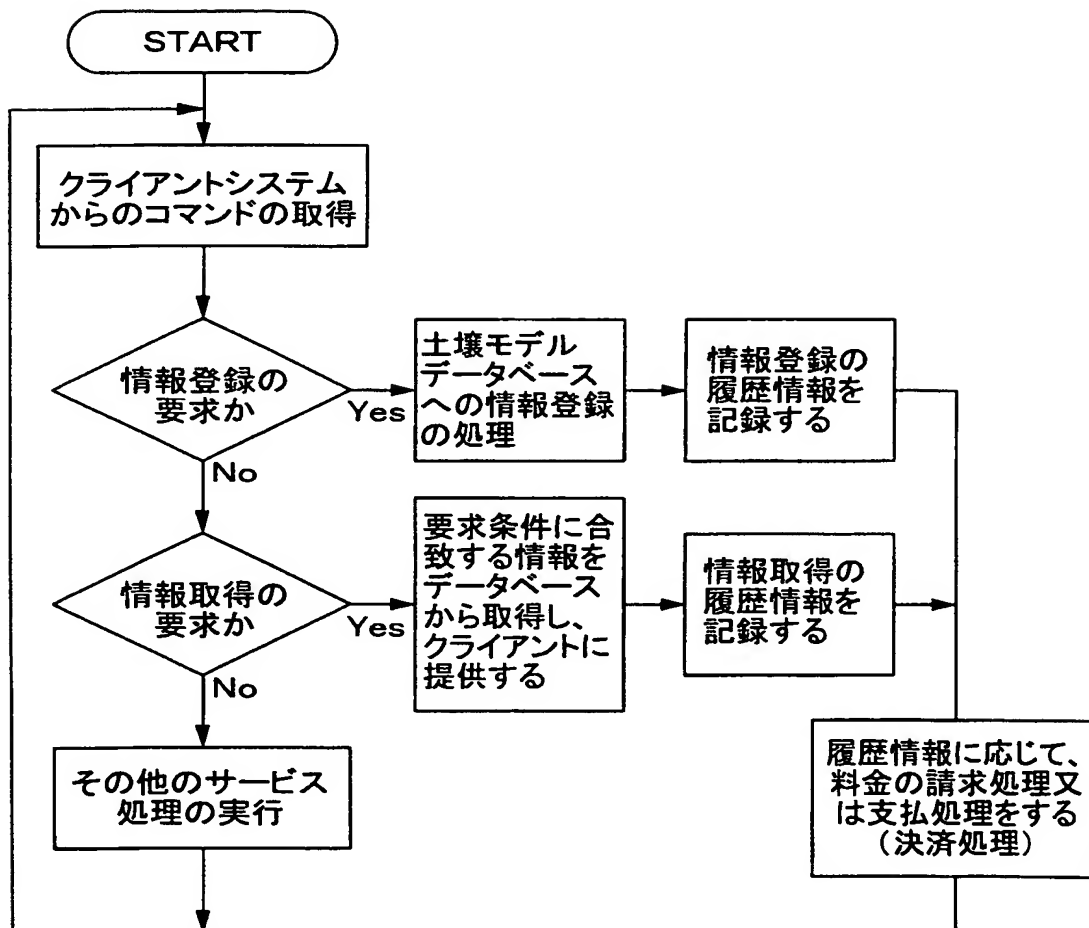 START
クライアントシステム
からのコマンドの取得
情報登録の
要求か
Yes
No
土壌モデル
データベース
への情報登録
の処理
情報登録の
履歴情報を
記録する
情報取得の
要求か
Yes
No
要求条件に合
致する情報を
データベース
から取得し、
クライアントに
提供する
情報取得の
履歴情報を
記録する
その他のサービス
処理の実行
履歴情報に応じて、
料金の請求処理又
は支払処理をする
（決済処理）